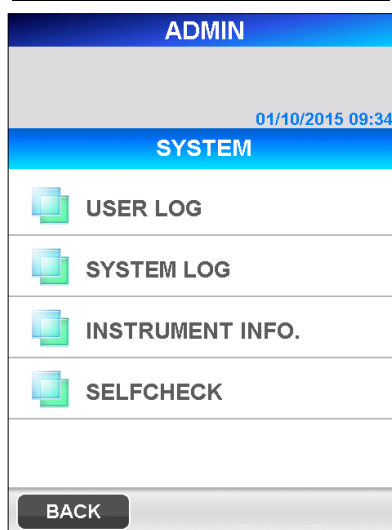 ADMIN
01/10/2015 09:34
SYSTEM
USER LOG
SYSTEM LOG
INSTRUMENT INFO.
SELFCHECK
BACK